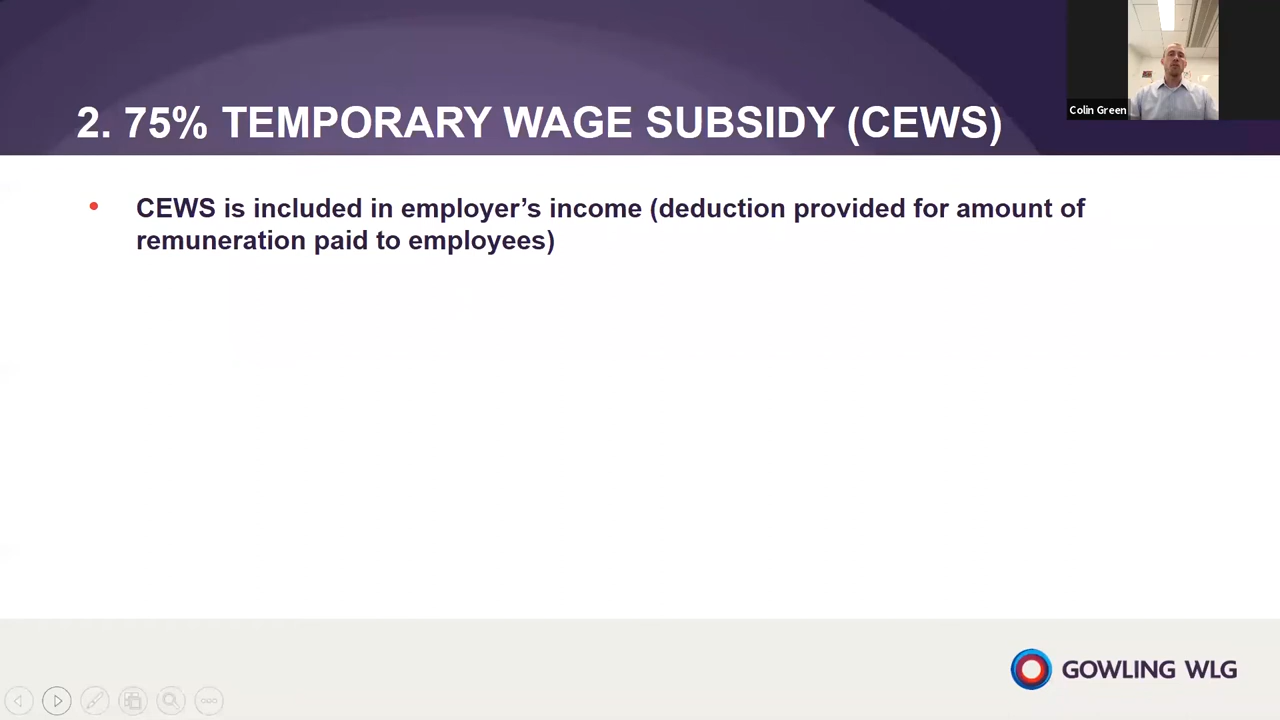 2. 75% TEMPORARY WAGE SUBSIDY (CEWS)
Colin Green
• CEWS is included in employer’s income (deduction provided for amount of
remuneration paid to employees)
GOWLING WLG